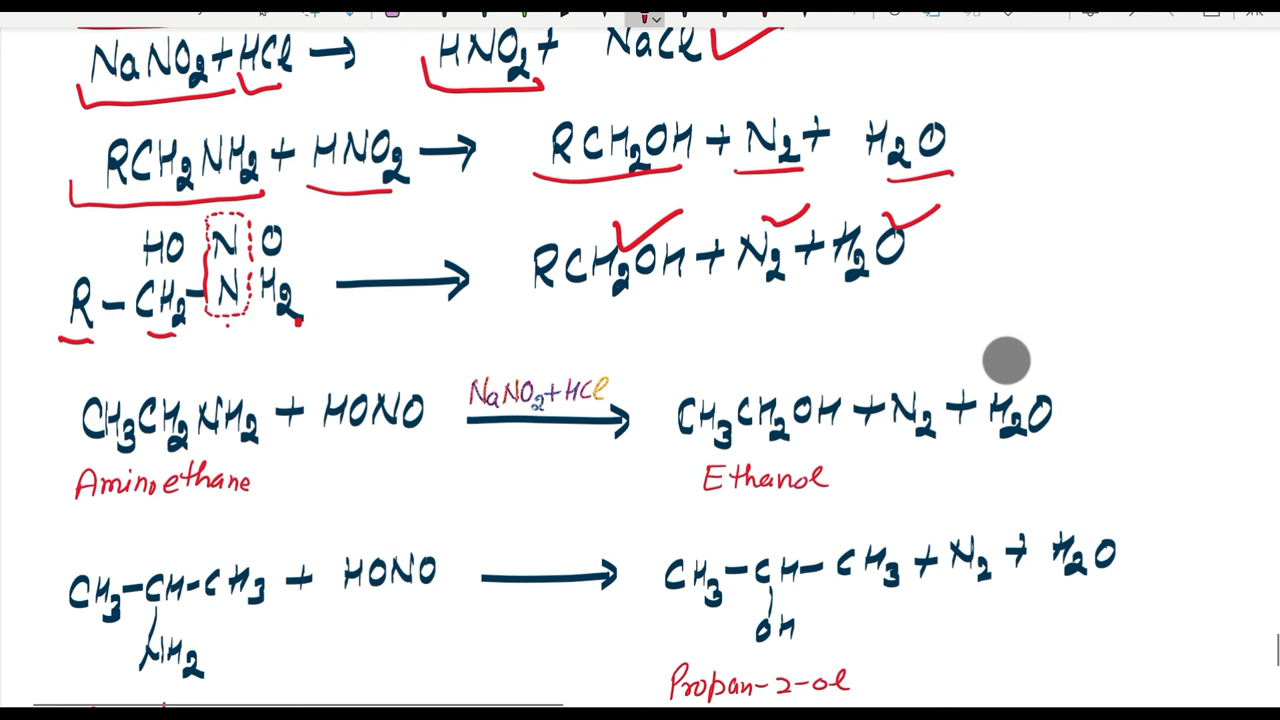 NaNO₂+HCl → HNO₂+ NaCl
RCH₂NH₂ + HNO₂ → RCH₂OH + N₂ + H₂O
HO N O
R – CH₂ – N H₂ → RCH₂OH + N₂ + H₂O
NaNO₂+HCl
CH₃CH₂NH₂ + HONO → CH₃CH₂OH + N₂ + H₂O
Aminoethane Ethanol
CH₃–CH–CH₃ + HONO → CH₃–CH–CH₃ + N₂ + H₂O
NH₂ OH
Propan-2-ol